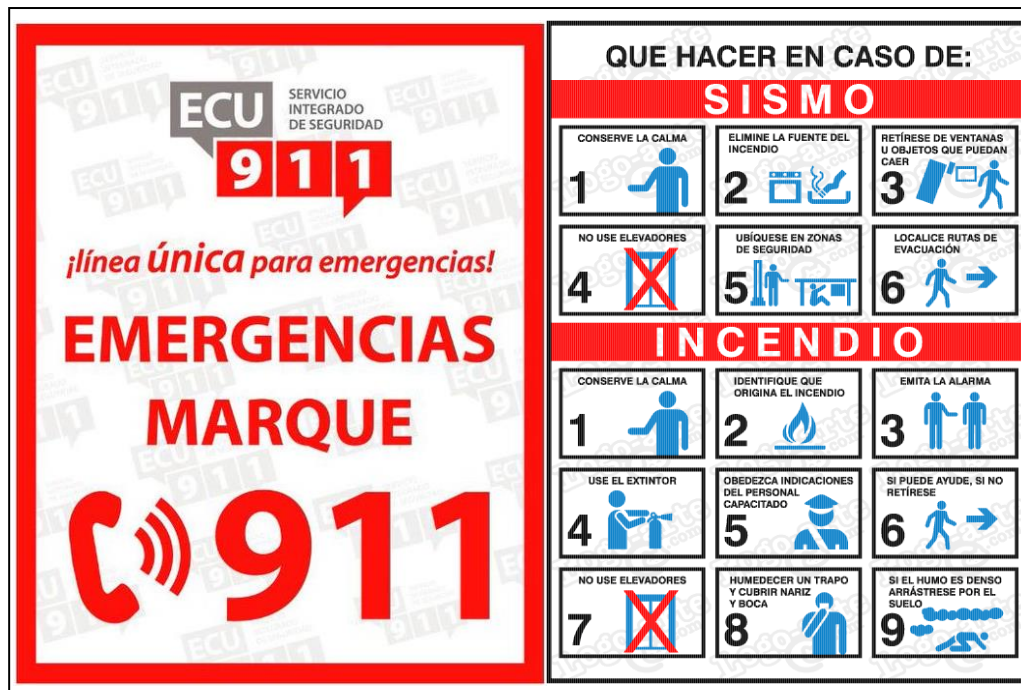 ECU
SERVICIO
INTEGRADO
DE SEGURIDAD
911
¡línea única para emergencias!
EMERGENCIAS
MARQUE
911
QUE HACER EN CASO DE:
SISMO
CONSERVE LA CALMA
1
ELIMINE LA FUENTE DEL
INCENDIO
2
RETÍRESE DE VENTANAS
U OBJETOS QUE PUEDAN
CAER
3
NO USE ELEVADORES
4
UBÍQUESE EN ZONAS
DE SEGURIDAD
5
LOCALICE RUTAS DE
EVACUACIÓN
6
INCENDIO
CONSERVE LA CALMA
1
IDENTIFIQUE QUE
ORIGINA EL INCENDIO
2
EMITA LA ALARMA
3
USE EL EXTINTOR
4
OBEDEZCA INDICACIONES
DEL PERSONAL
CAPACITADO
5
SI PUEDE AYUDE, SI NO
RETÍRESE
6
NO USE ELEVADORES
7
HUMEDECER UN TRAPO
Y CUBRIR NARIZ
Y BOCA
8
SI EL HUMO ES DENSO
ARRÁSTRESE POR EL
SUELO
9